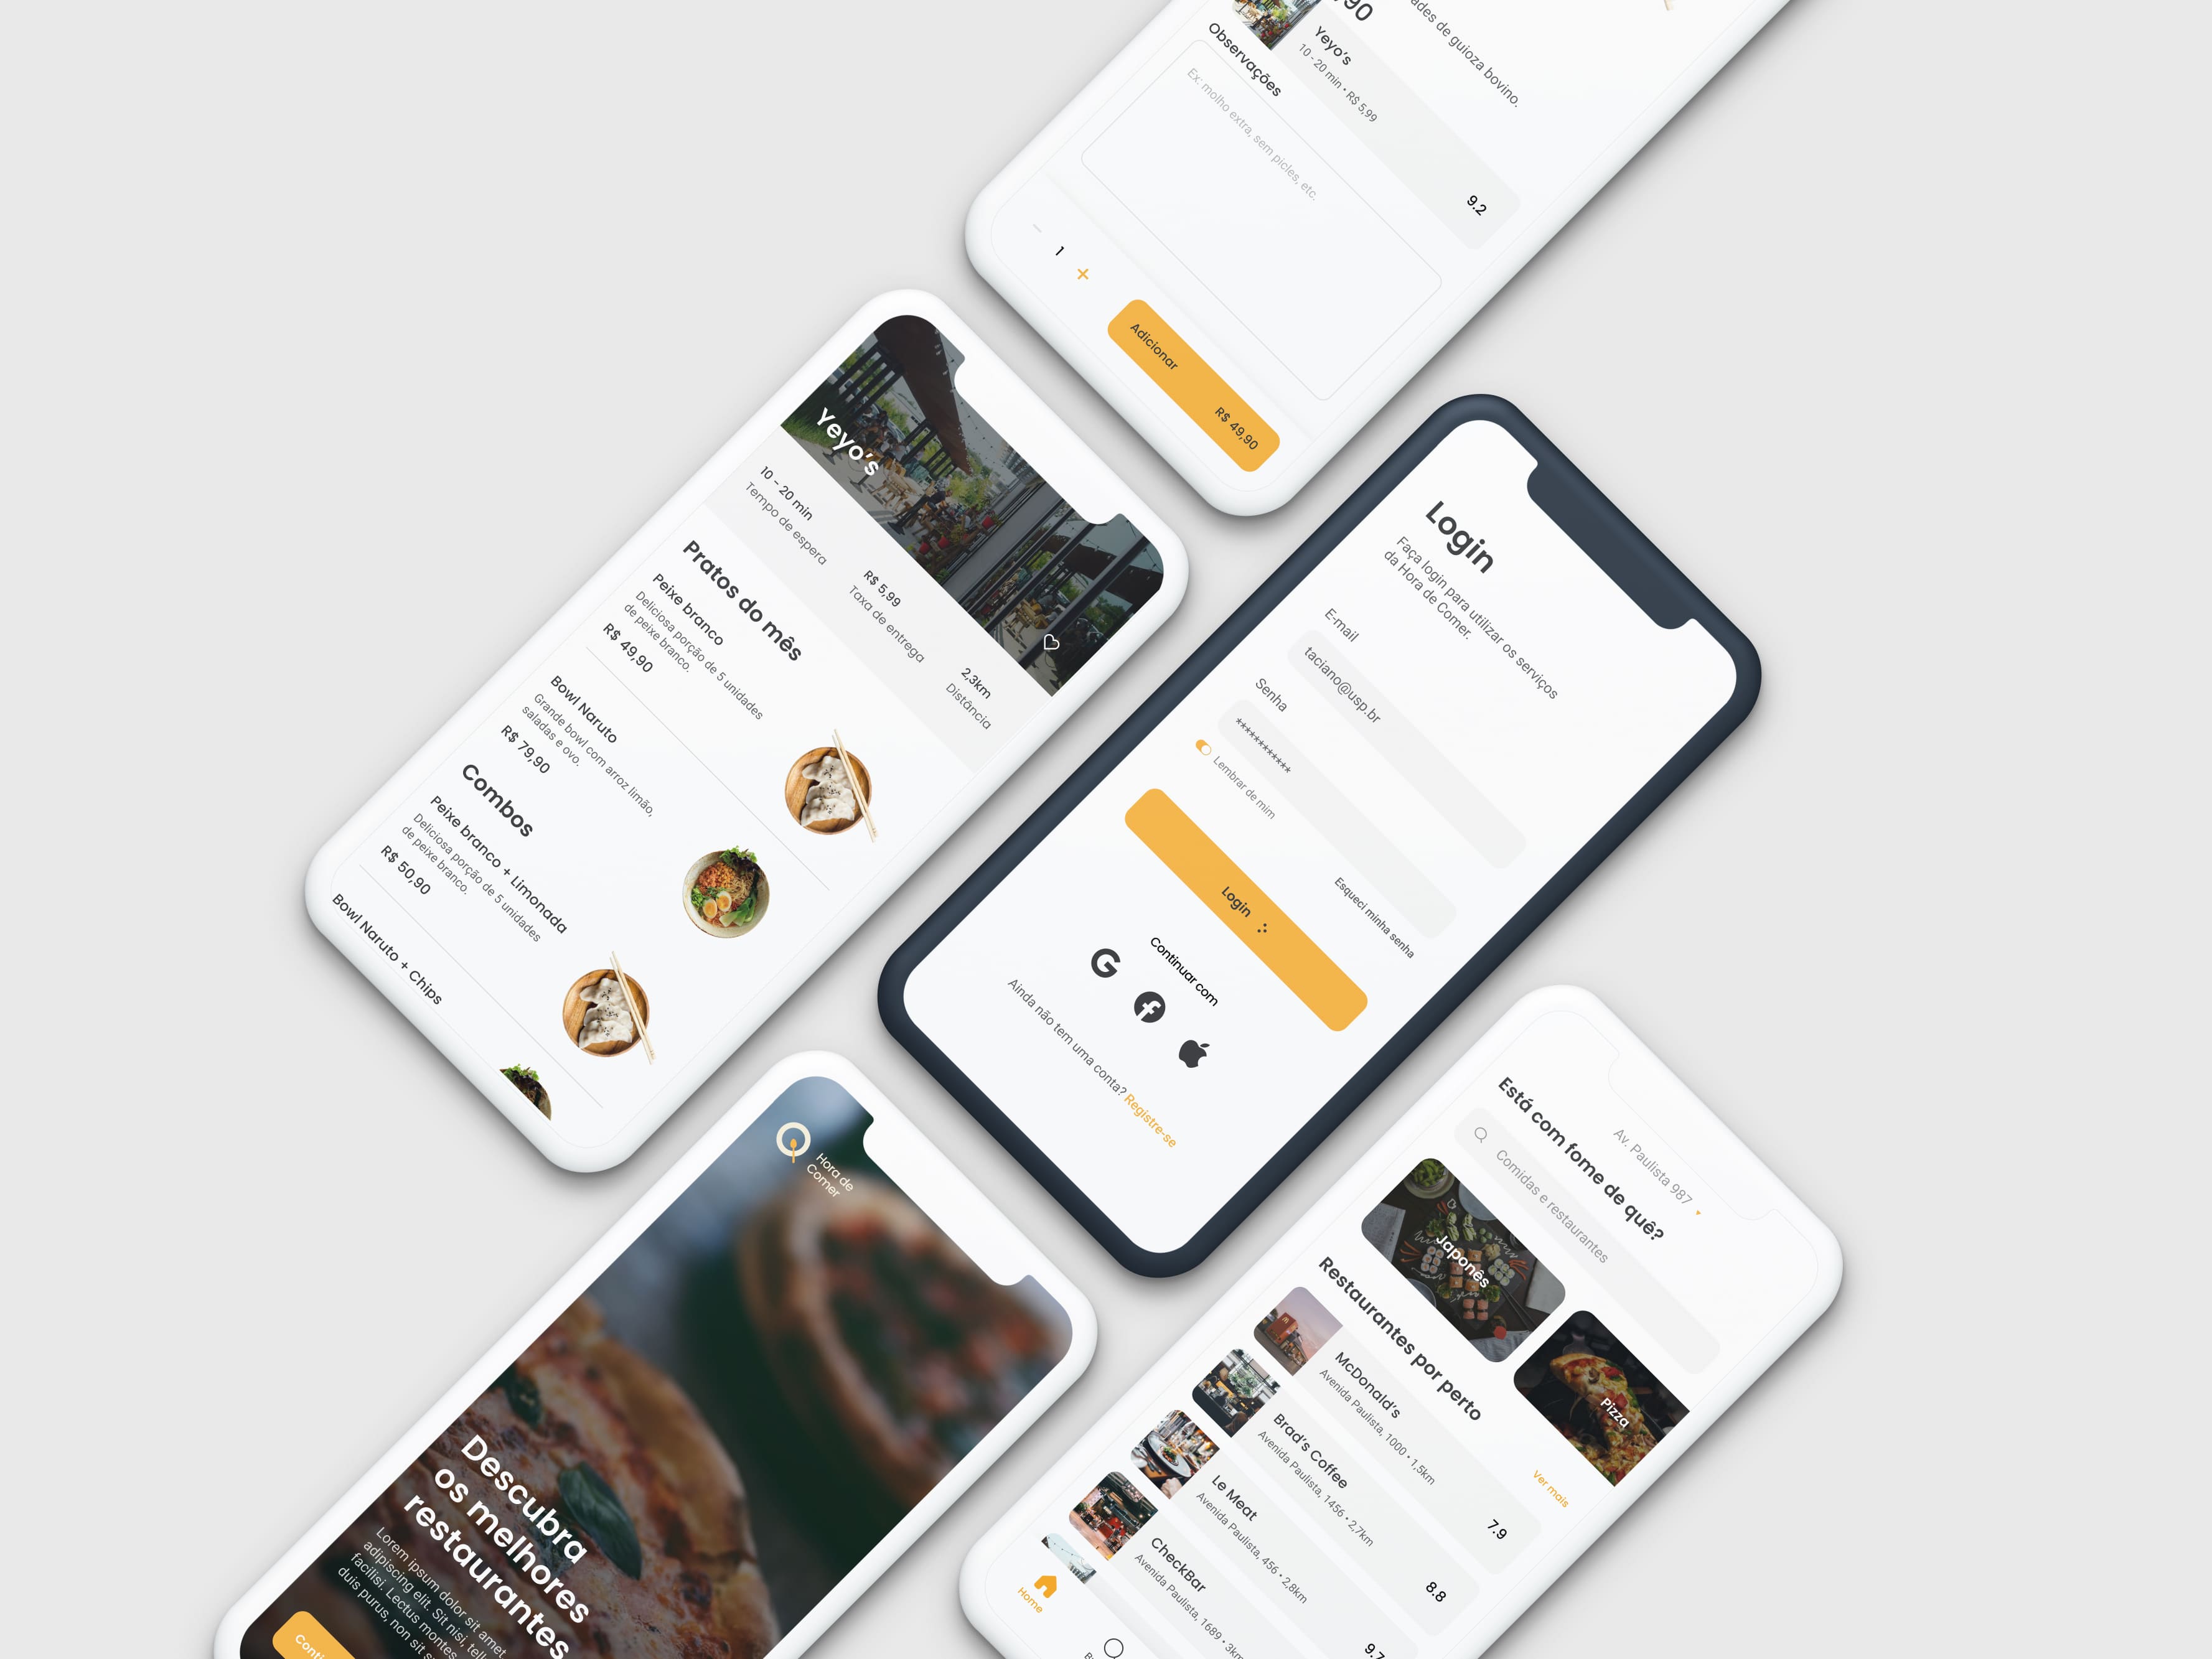 ades de guioza bovino.
Yeyo's
10 - 20 min • R$ 5,99
9.2
Observações
Ex: molho extra, sem picles, etc.
1
Adicionar
R$ 49,90
Yeyo's
10 - 20 min
Tempo de espera
R$ 5,99
Taxa de entrega
2,3km
Distância
Pratos do mês
Peixe branco
Deliciosa porção de 5 unidades
de peixe branco.
R$ 49,90
Bowl Naruto
Grande bowl com arroz limão,
saladas e ovo.
R$ 79,90
Combos
Peixe branco + Limonada
Deliciosa porção de 5 unidades
de peixe branco.
R$ 50,90
Bowl Naruto + Chips
Login
Faça login para utilizar os serviços
da Hora de Comer.
E-mail
taciano@usp.br
Senha
***********
Lembrar de mim
Esqueci minha senha
Login
Continuar com
Ainda não tem uma conta? Registre-se
Hora de
Comer
Descubra
os melhores
restaurantes
Lorem ipsum dolor sit amet
adipiscing elit. Sit nisi, tell
facilisi. Lectus montes,
duis purus, non sit s
Conti
Av. Paulista 987
Está com fome de quê?
Comidas e restaurantes
Japonês
Pizza
Restaurantes por perto
Ver mais
McDonald's
Avenida Paulista, 1000 • 1,5km
7.9
Brad's Coffee
Avenida Paulista, 1456 • 2,7km
8.8
Le Meat
Avenida Paulista, 456 • 2,8km
9.7
CheckBar
Avenida Paulista, 1689 • 3km
Home